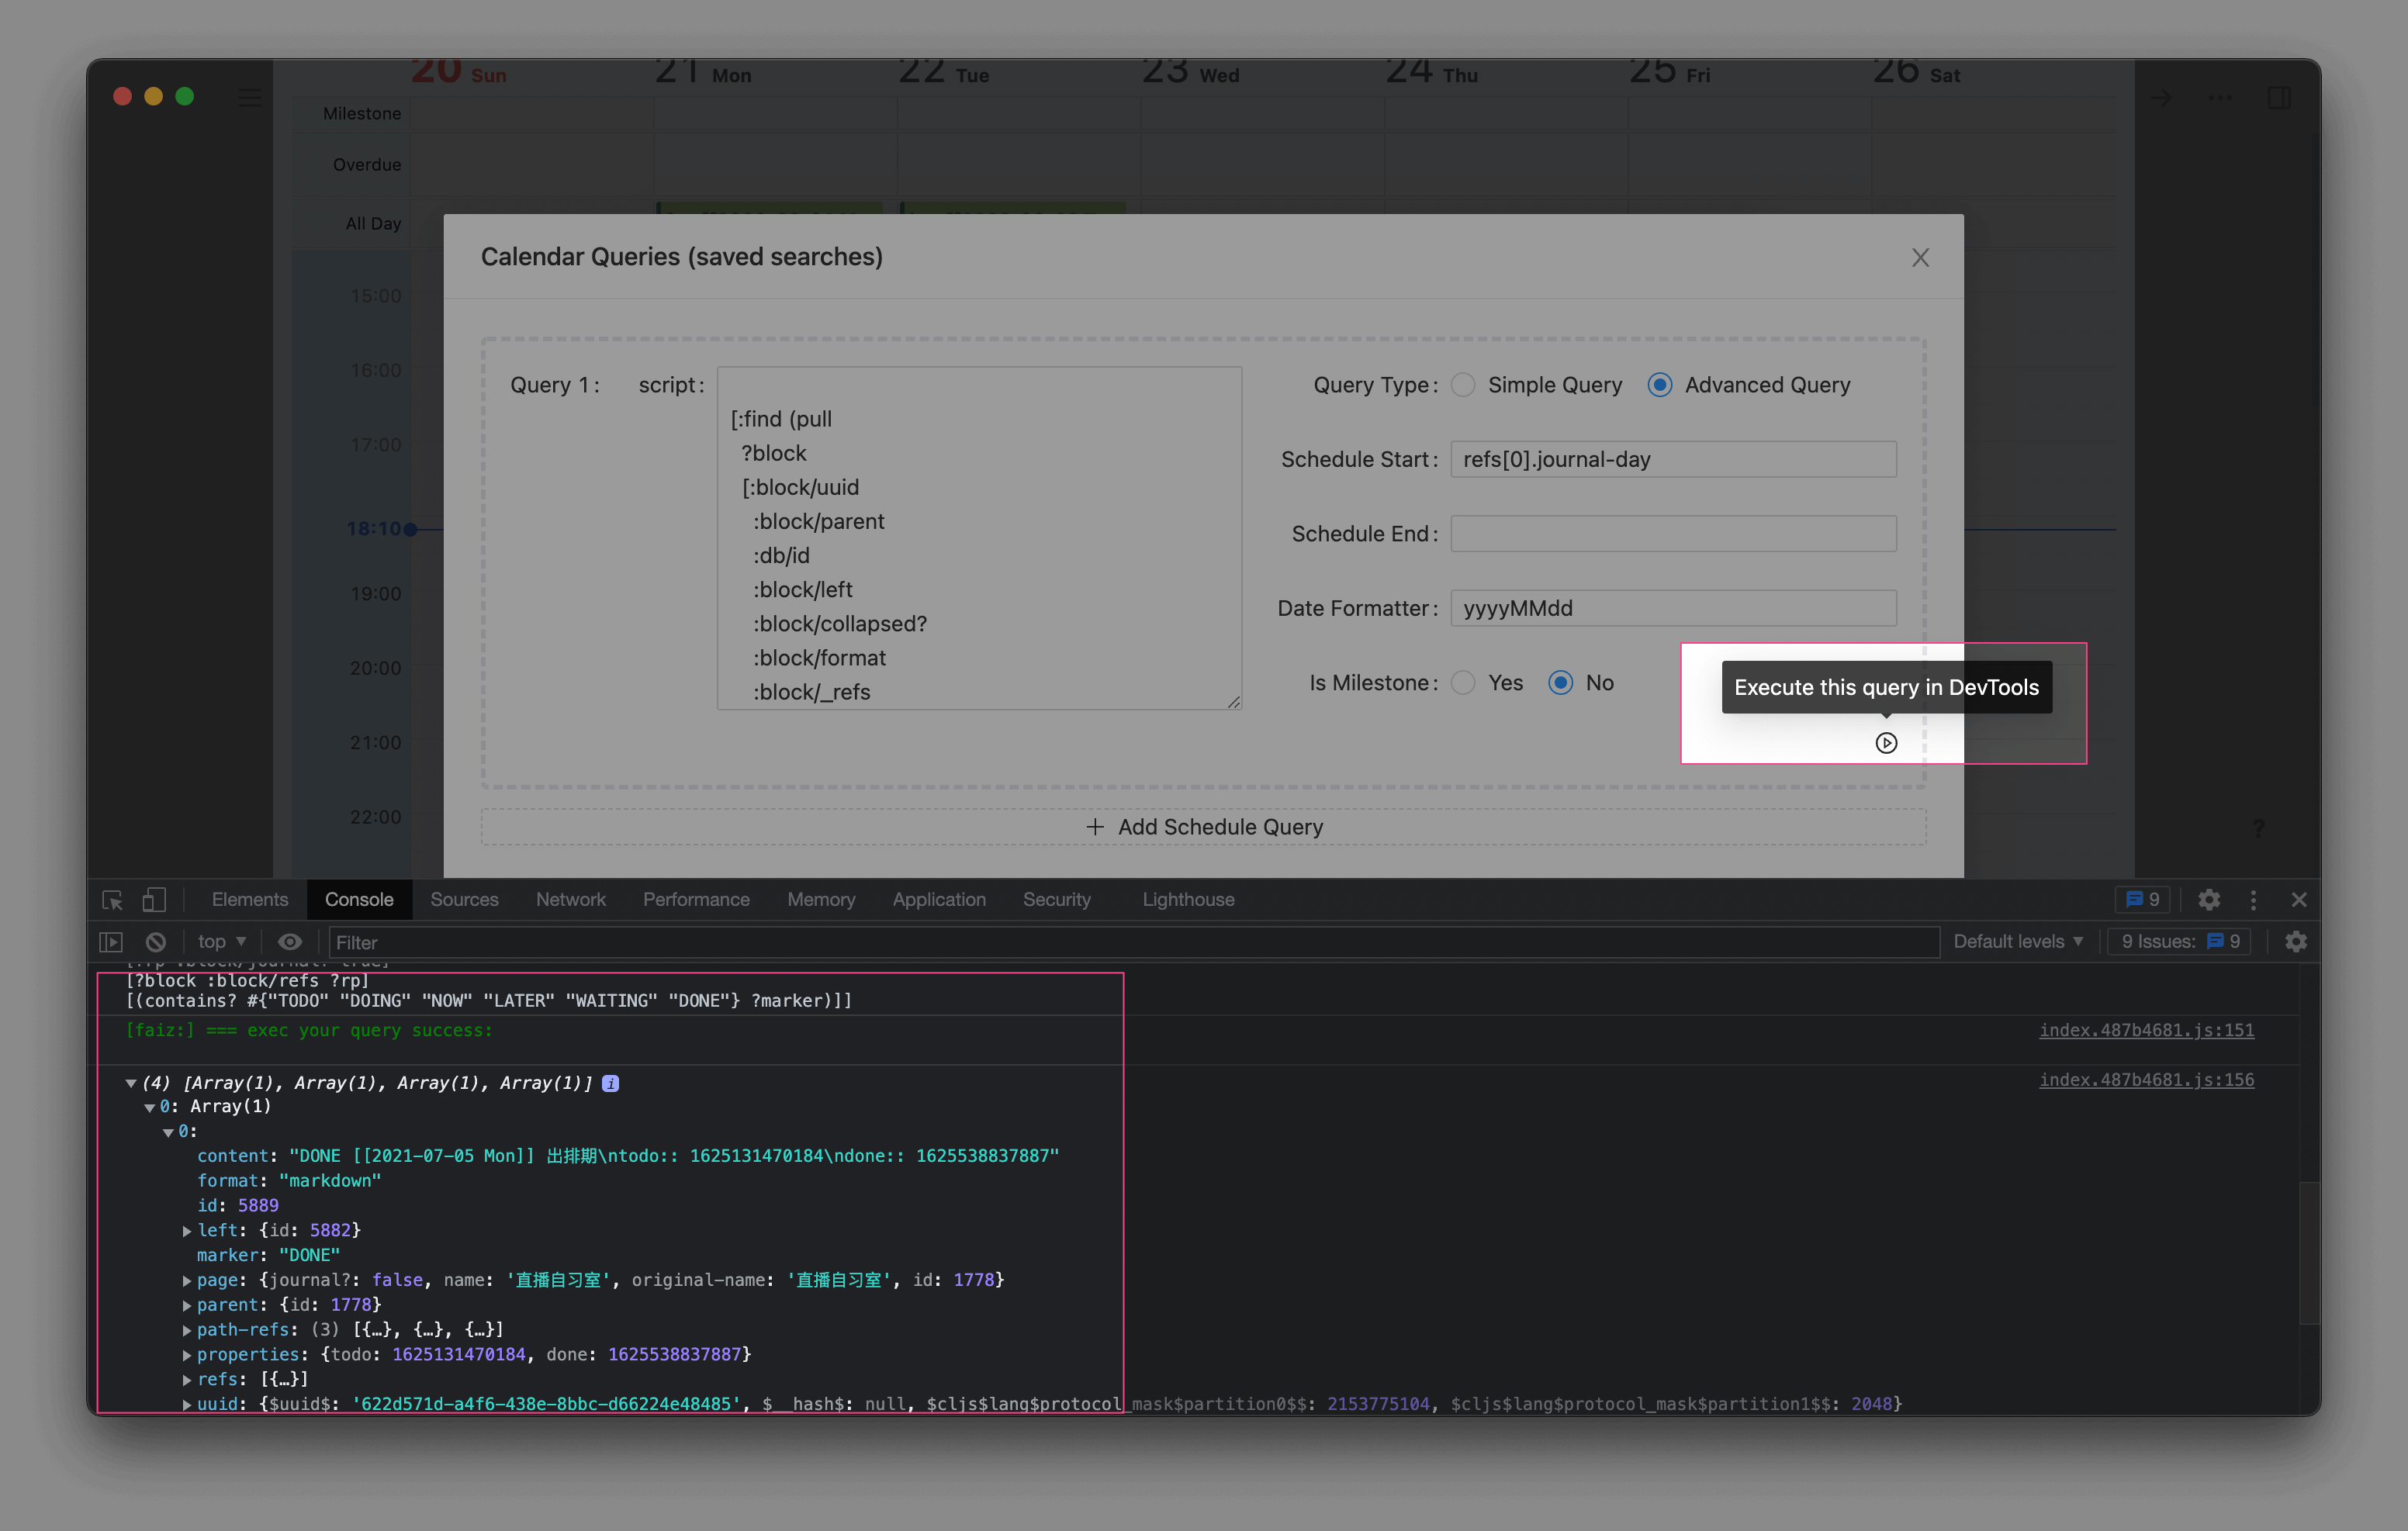 20 Sun 21 Mon 22 Tue 23 Wed 24 Thu 25 Fri 26 Sat
Milestone
Overdue
All Day
15:00
16:00
17:00
18:10
19:00
20:00
21:00
22:00
Calendar Queries (saved searches)
Query 1: script:
[:find (pull
?block
[:block/uuid
:block/parent
:db/id
:block/left
:block/collapsed?
:block/format
:block/_refs
Query Type: Simple Query Advanced Query
Schedule Start: refs[0].journal-day
Schedule End:
Date Formatter: yyyyMMdd
Is Milestone: Yes No
Execute this query in DevTools
+ Add Schedule Query
?
Elements Console Sources Network Performance Memory Application Security Lighthouse 9
top Filter Default levels 9 Issues: 9
[?rp :block/journal? true]
[?block :block/refs ?rp]
[(contains? #{"TODO" "DOING" "NOW" "LATER" "WAITING" "DONE"} ?marker)]]
[faiz:] === exec your query success: index.487b4681.js:151
index.487b4681.js:156
(4) [Array(1), Array(1), Array(1), Array(1)] i
0: Array(1)
0:
content: "DONE [[2021-07-05 Mon]] 出排期\ntodo:: 1625131470184\ndone:: 1625538837887"
format: "markdown"
id: 5889
left: {id: 5882}
marker: "DONE"
page: {journal?: false, name: '直播自习室', original-name: '直播自习室', id: 1778}
parent: {id: 1778}
path-refs: (3) [{…}, {…}, {…}]
properties: {todo: 1625131470184, done: 1625538837887}
refs: [{…}]
uuid: {$uuid$: '622d571d-a4f6-438e-8bbc-d66224e48485', $__hash$: null, $cljs$lang$protocol_mask$partition0$$: 2153775104, $cljs$lang$protocol_mask$partition1$$: 2048}